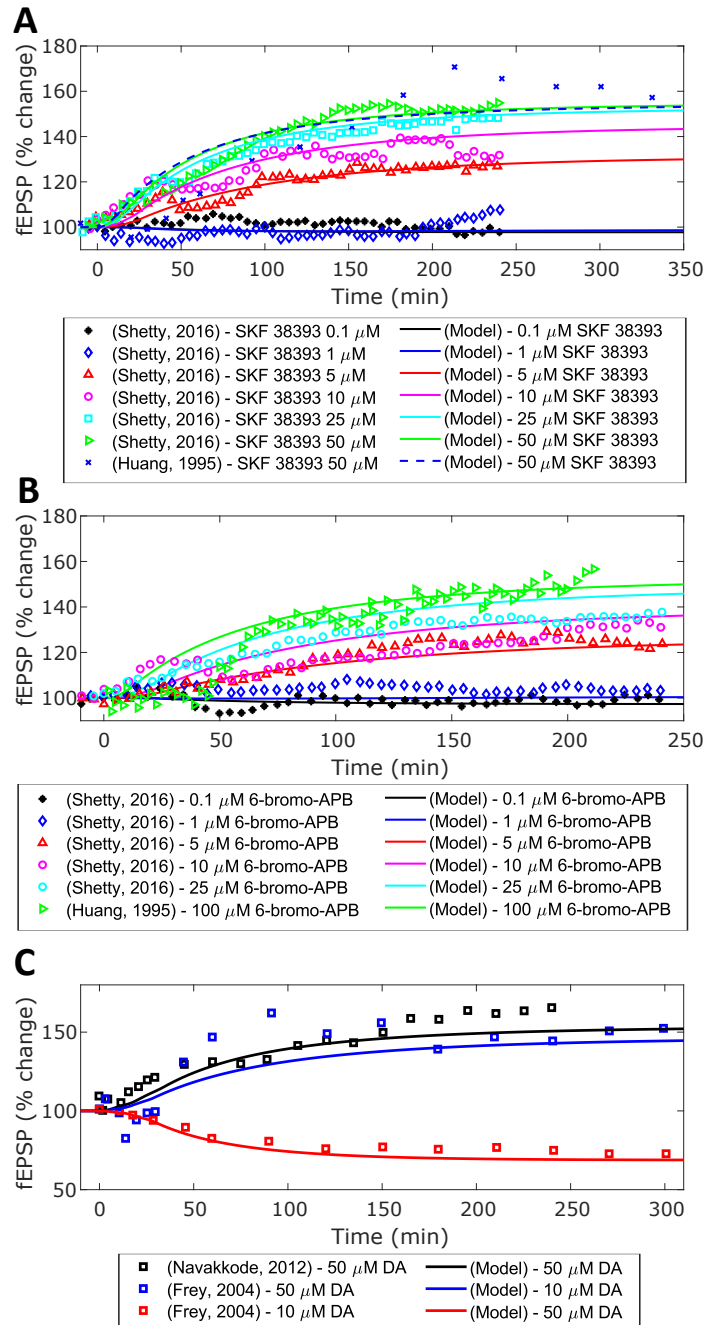 A
180
160
140
120
100
fEPSP (% change)
0 50 100 150 200 250 300 350
Time (min)
(Shetty, 2016) - SKF 38393 0.1 μM (Model) - 0.1 μM SKF 38393
(Shetty, 2016) - SKF 38393 1 μM (Model) - 1 μM SKF 38393
(Shetty, 2016) - SKF 38393 5 μM (Model) - 5 μM SKF 38393
(Shetty, 2016) - SKF 38393 10 μM (Model) - 10 μM SKF 38393
(Shetty, 2016) - SKF 38393 25 μM (Model) - 25 μM SKF 38393
(Shetty, 2016) - SKF 38393 50 μM (Model) - 50 μM SKF 38393
(Huang, 1995) - SKF 38393 50 μM (Model) - 50 μM SKF 38393
B
180
160
140
120
100
fEPSP (% change)
0 50 100 150 200 250
Time (min)
(Shetty, 2016) - 0.1 μM 6-bromo-APB (Model) - 0.1 μM 6-bromo-APB
(Shetty, 2016) - 1 μM 6-bromo-APB (Model) - 1 μM 6-bromo-APB
(Shetty, 2016) - 5 μM 6-bromo-APB (Model) - 5 μM 6-bromo-APB
(Shetty, 2016) - 10 μM 6-bromo-APB (Model) - 10 μM 6-bromo-APB
(Shetty, 2016) - 25 μM 6-bromo-APB (Model) - 25 μM 6-bromo-APB
(Huang, 1995) - 100 μM 6-bromo-APB (Model) - 100 μM 6-bromo-APB
C
150
100
50
fEPSP (% change)
0 50 100 150 200 250 300
Time (min)
(Navakkode, 2012) - 50 μM DA (Model) - 50 μM DA
(Frey, 2004) - 50 μM DA (Model) - 10 μM DA
(Frey, 2004) - 10 μM DA (Model) - 50 μM DA